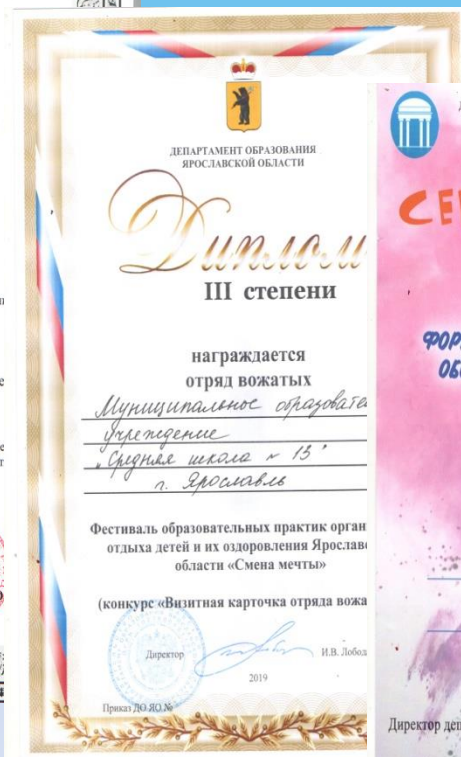 ДЕПАРТАМЕНТ ОБРАЗОВАНИЯ
ЯРОСЛАВСКОЙ ОБЛАСТИ
Диплом
III степени
награждается
отряд вожатых
Муниципальное образовате
учреждение
"Средняя школа № 13"
г. Ярославль
Фестиваль образовательных практик орган
отдыха детей и их оздоровления Ярослав
области «Смена мечты»
(конкурс «Визитная карточка отряда вожа
Директор
И.В. Лобод
2019
Приказ ДО ЯО №
СЕ
ФОР
ОБ
Директор деп